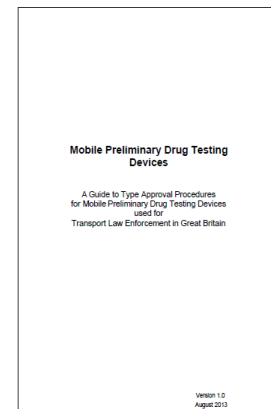 Mobile Preliminary Drug Testing
Devices
A Guide to Type Approval Procedures
for Mobile Preliminary Drug Testing Devices
used for
Transport Law Enforcement in Great Britain
Version 1.0
August 2013